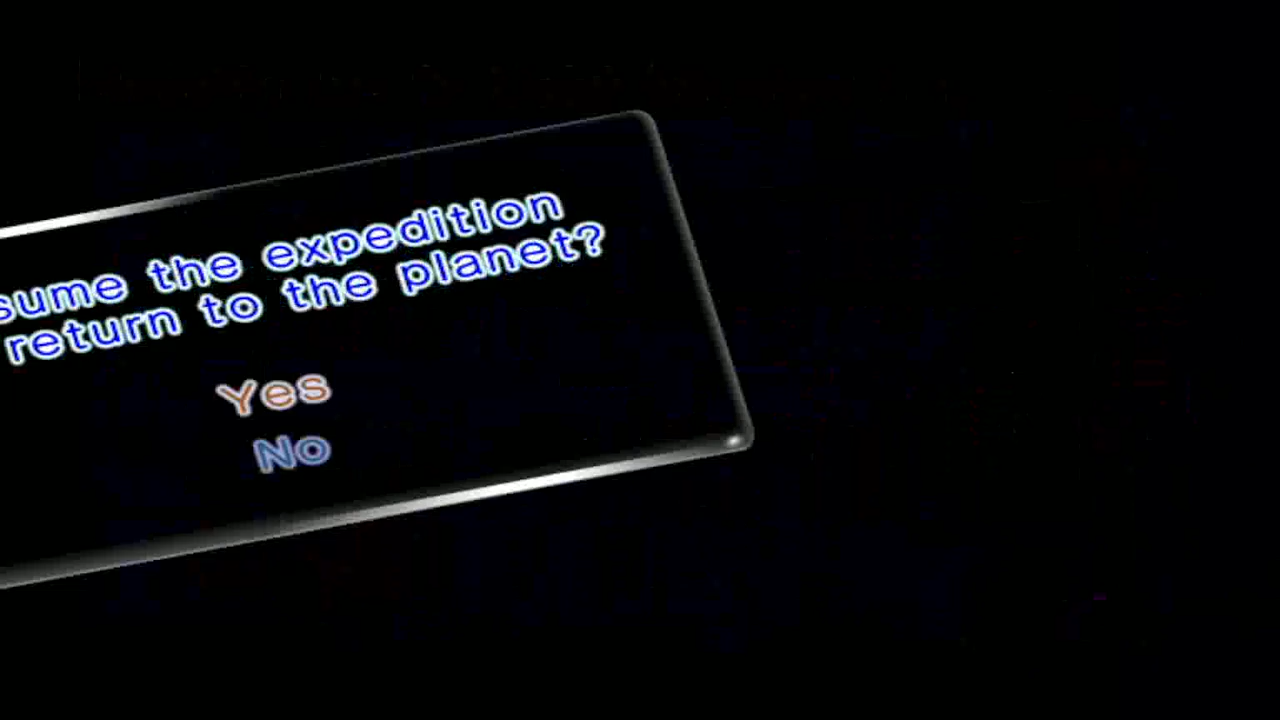 sume the expedition
return to the planet?
Yes
No